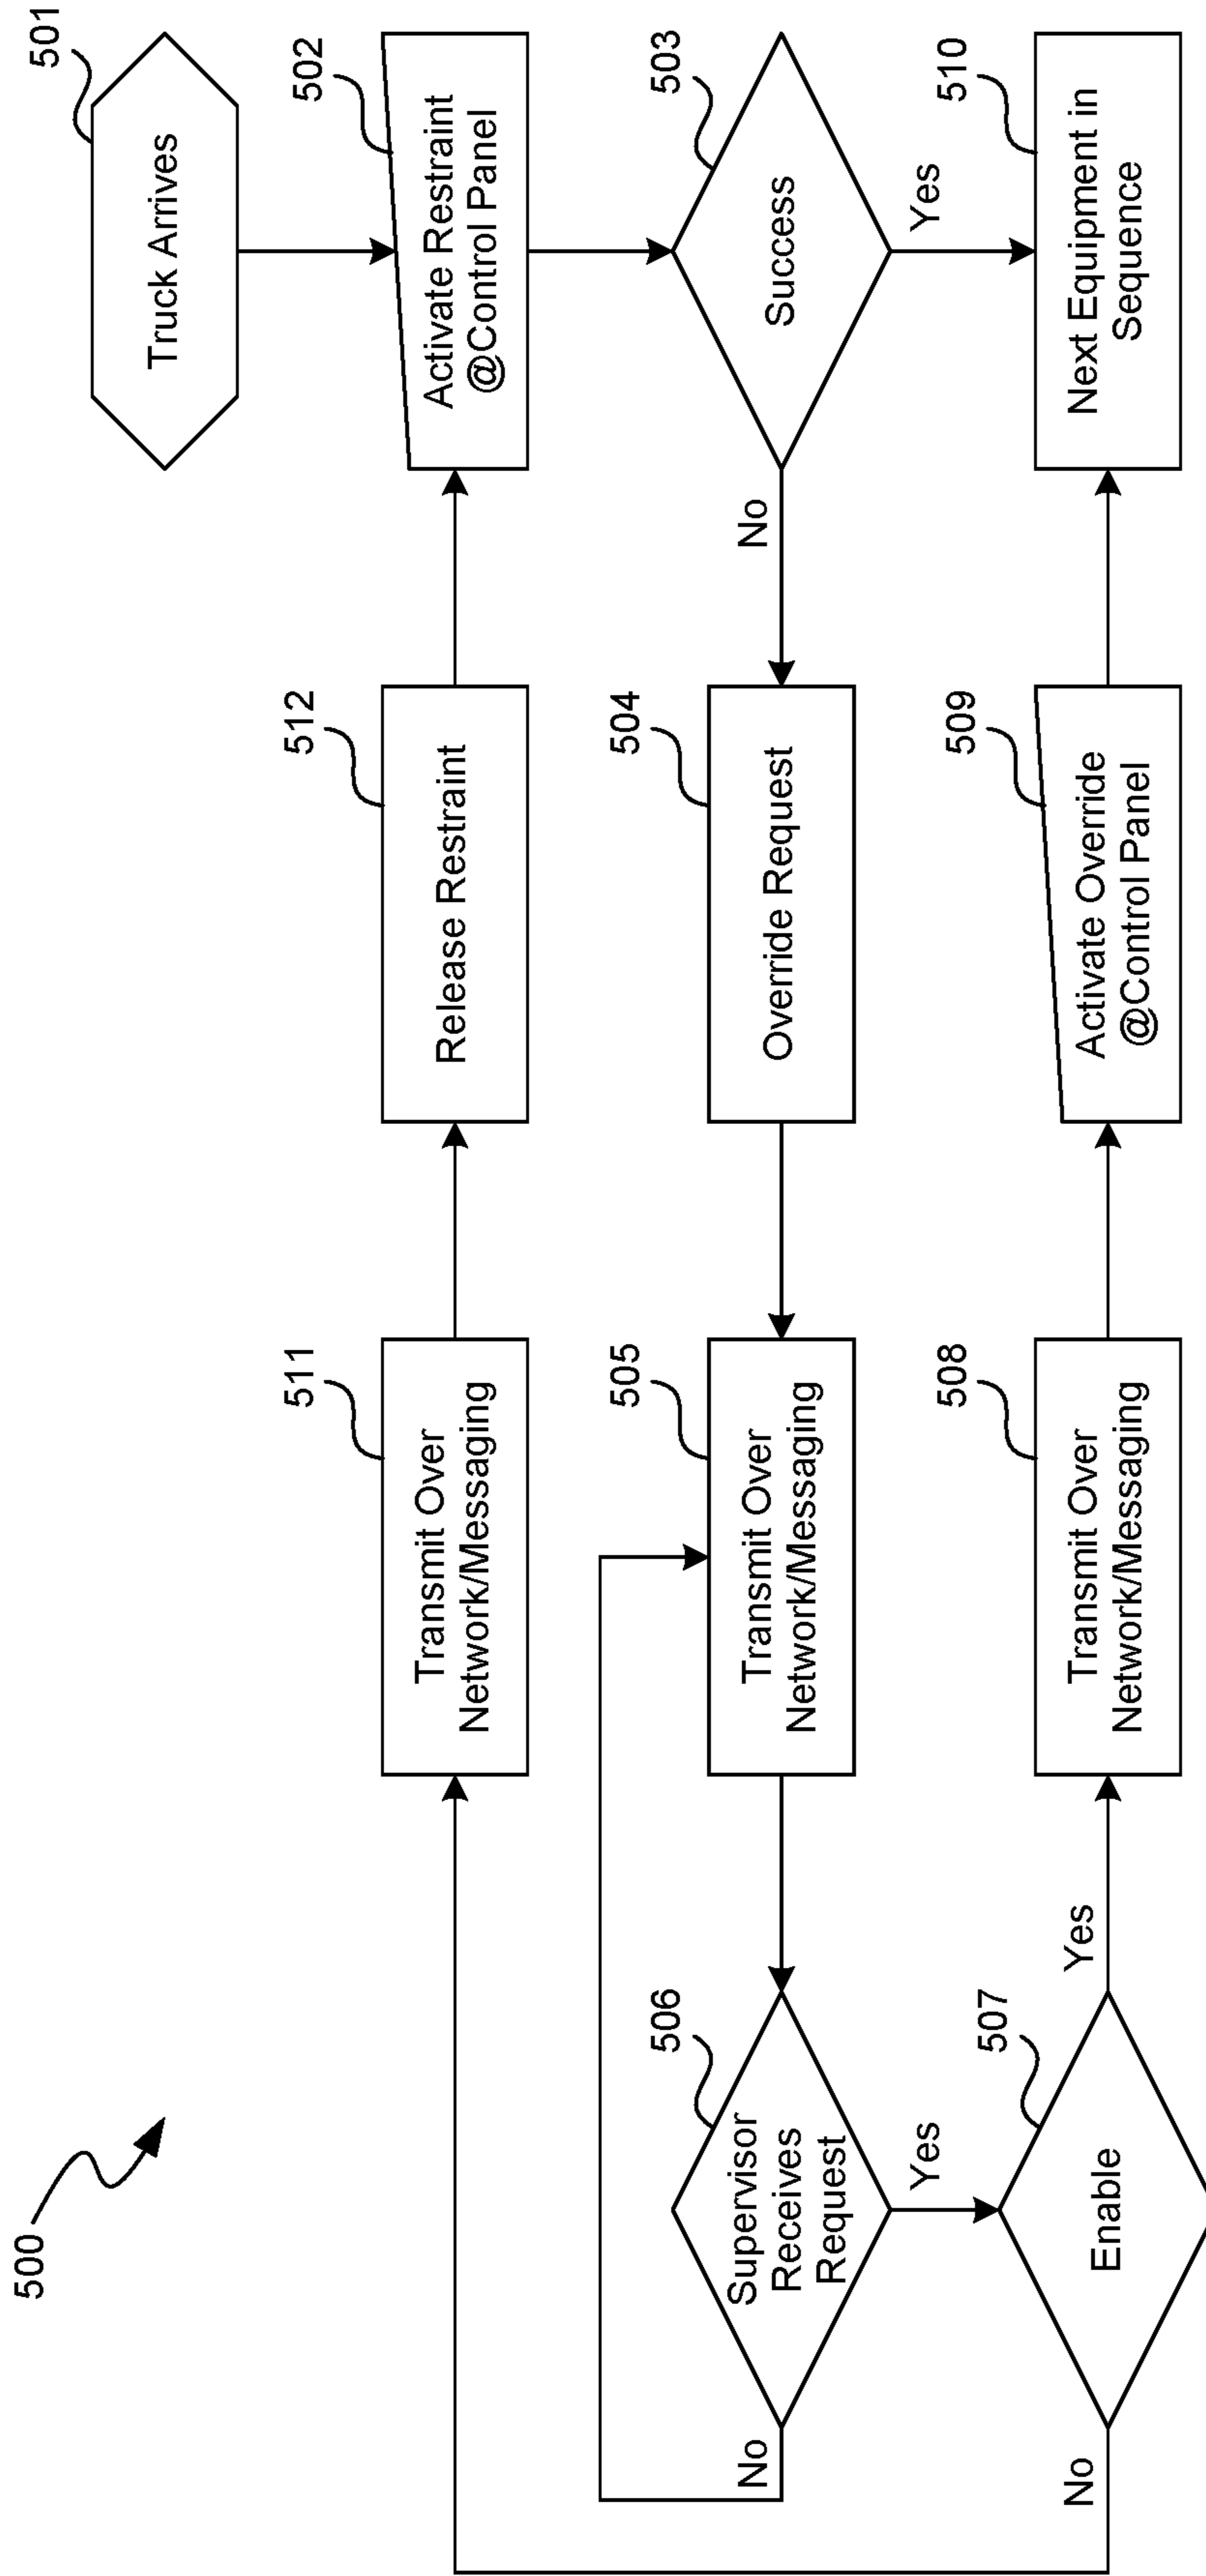 500
501
Truck Arrives
511
Transmit Over
Network/Messaging
512
Release Restraint
502
Activate Restraint
@Control Panel
506
Supervisor
Receives
Request
No
Yes
505
Transmit Over
Network/Messaging
504
Override Request
No
503
Success
Yes
507
Enable
No
Yes
508
Transmit Over
Network/Messaging
509
Activate Override
@Control Panel
510
Next Equipment in
Sequence